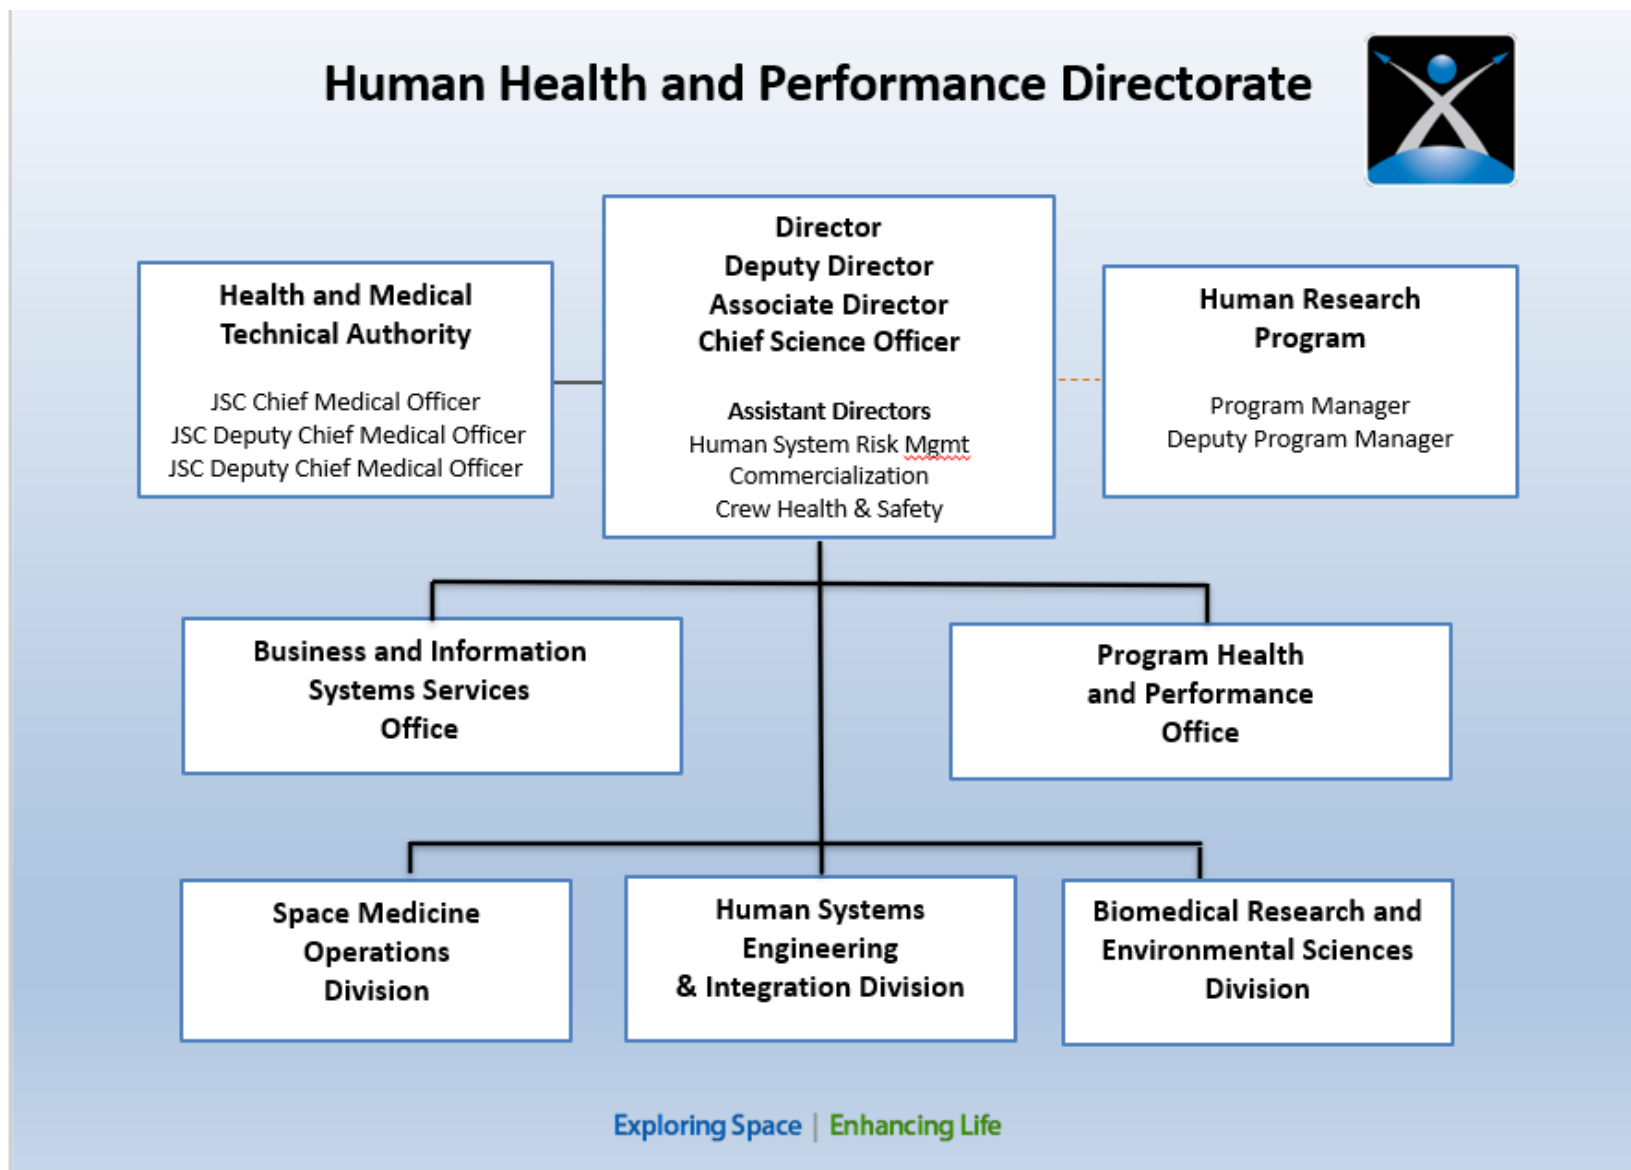 Human Health and Performance Directorate
Health and Medical
Technical Authority
JSC Chief Medical Officer
JSC Deputy Chief Medical Officer
JSC Deputy Chief Medical Officer
Director
Deputy Director
Associate Director
Chief Science Officer
Assistant Directors
Human System Risk Mgmt
Commercialization
Crew Health & Safety
Human Research
Program
Program Manager
Deputy Program Manager
Business and Information
Systems Services
Office
Program Health
and Performance
Office
Space Medicine
Operations
Division
Human Systems
Engineering
& Integration Division
Biomedical Research and
Environmental Sciences
Division
Exploring Space | Enhancing Life